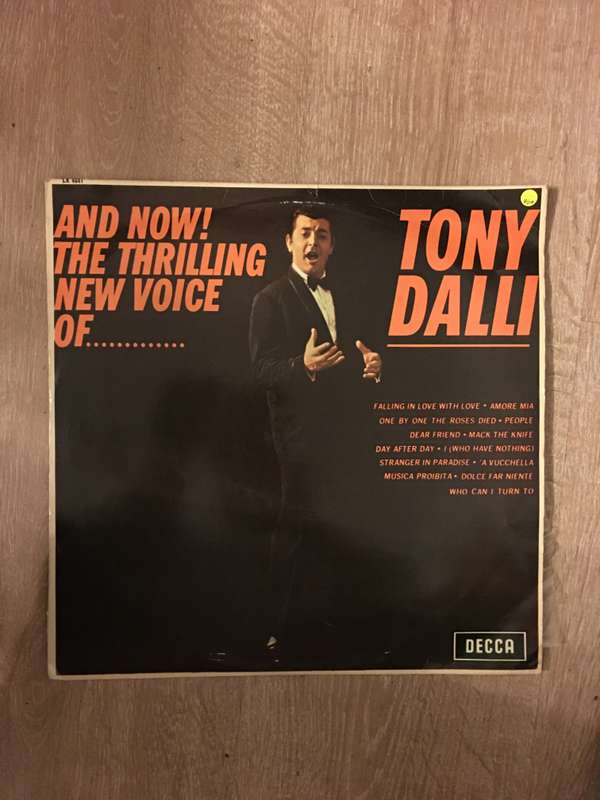 AND NOW!
THE THRILLING
NEW VOICE
OF.............
TONY
DALLI
FALLING IN LOVE WITH LOVE • AMORE MIA
ONE BY ONE THE ROSES DIED • PEOPLE
DEAR FRIEND • MACK THE KNIFE
DAY AFTER DAY • I (WHO HAVE NOTHING)
STRANGER IN PARADISE • 'A VUCCHELLA
MUSICA PROIBITA • DOLCE FAR NIENTE
WHO CAN I TURN TO
DECCA